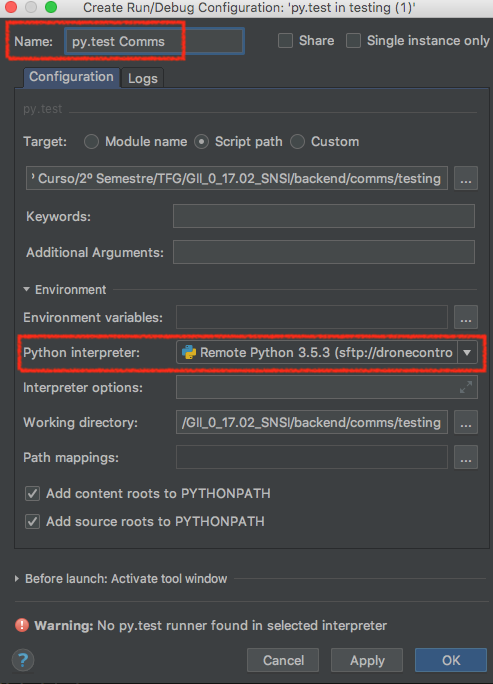 Create Run/Debug Configuration: 'py.test in testing (1)'
Name: py.test Comms Share Single instance only
Configuration Logs
py.test
Target: Module name Script path Custom
Curso/2º Semestre/TFG/GII_0_17.02_SNSI/backend/comms/testing ...
Keywords:
Additional Arguments:
Environment
Environment variables: ...
Python interpreter: Remote Python 3.5.3 (sftp://dronecontro
Interpreter options:
Working directory: /GII_0_17.02_SNSI/backend/comms/testing ...
Path mappings: ...
Add content roots to PYTHONPATH
Add source roots to PYTHONPATH
Before launch: Activate tool window
Warning: No py.test runner found in selected interpreter
? Cancel Apply OK